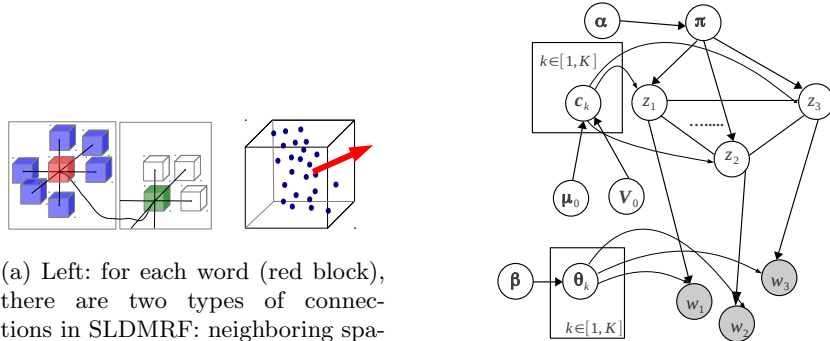 (a) Left: for each word (red block),
there are two types of connec-
tions in SLDMRF: neighboring spa-
α
π
k∈[1,K]
c_k
z_1
z_3
........
z_2
μ_0
V_0
β
θ_k
w_3
w_1
k∈[1,K]
w_2